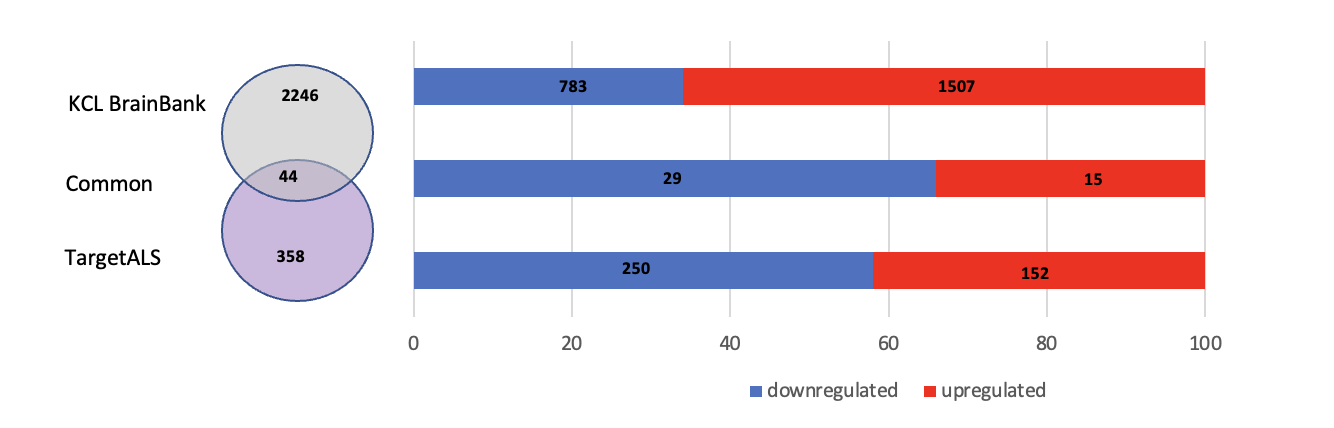 KCL BrainBank 2246 783 1507
Common 44 29 15
TargetALS 358 250 152
0 20 40 60 80 100
downregulated upregulated